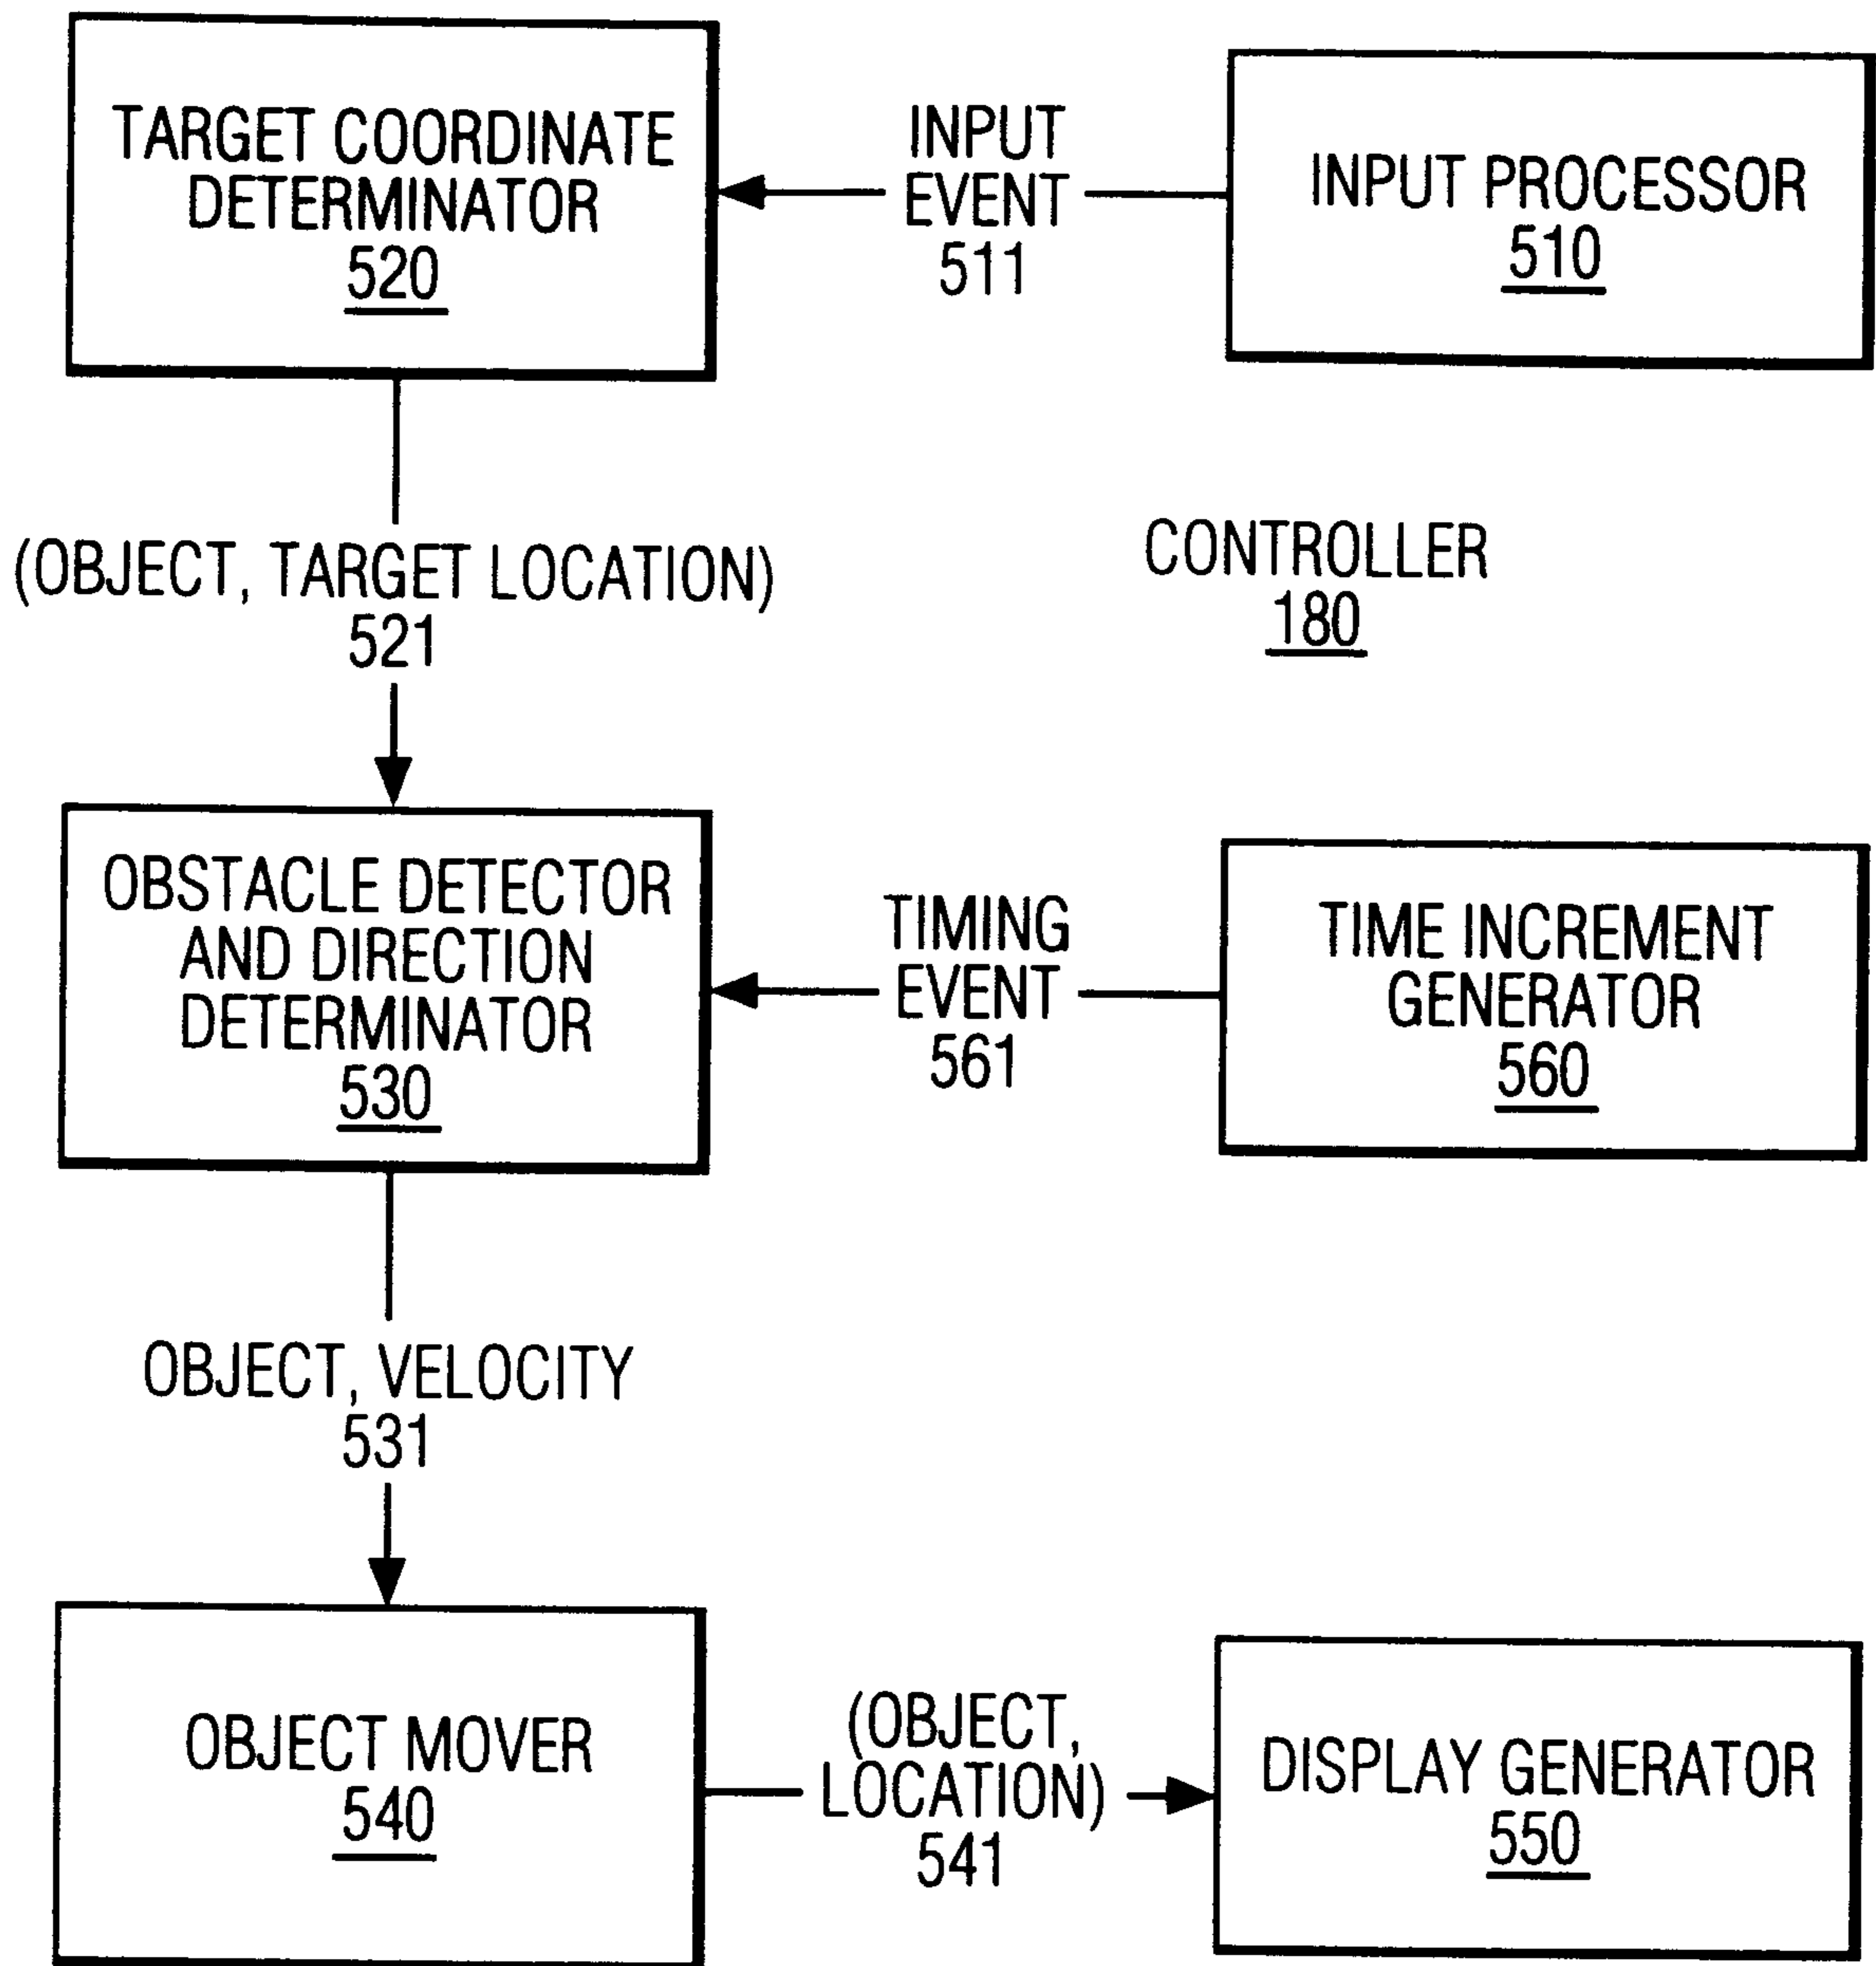 TARGET COORDINATE
DETERMINATOR
520
INPUT
EVENT
511
INPUT PROCESSOR
510
(OBJECT, TARGET LOCATION)
521
CONTROLLER
180
OBSTACLE DETECTOR
AND DIRECTION
DETERMINATOR
530
TIMING
EVENT
561
TIME INCREMENT
GENERATOR
560
OBJECT, VELOCITY
531
OBJECT MOVER
540
(OBJECT,
LOCATION)
541
DISPLAY GENERATOR
550